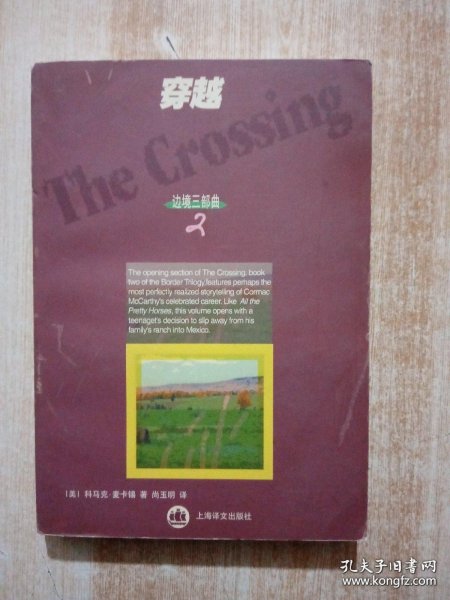 穿越
The Crossing
边境三部曲
2
The opening section of The Crossing, book
two of the Border Trilogy,features perhaps the
most perfectly realized storytelling of Cormac
McCarthy's celebrated career. Like All the
Pretty Horses, this volume opens with a
teenager's decision to slip away from his
family's ranch into Mexico.
[美] 科马克·麦卡锡 著 尚玉明 译
上海译文出版社
孔夫子旧书网
www.kongfz.com